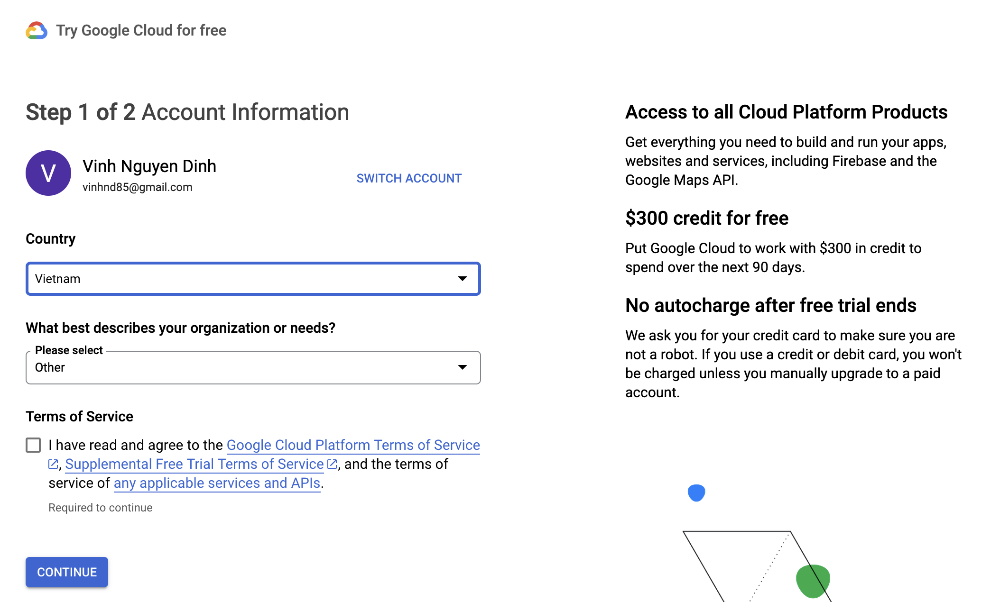 Try Google Cloud for free
Step 1 of 2 Account Information
V
Vinh Nguyen Dinh
vinhnd85@gmail.com
SWITCH ACCOUNT
Country
Vietnam
What best describes your organization or needs?
Please select
Other
Terms of Service
I have read and agree to the Google Cloud Platform Terms of Service
, Supplemental Free Trial Terms of Service , and the terms of
service of any applicable services and APIs.
Required to continue
CONTINUE
Access to all Cloud Platform Products
Get everything you need to build and run your apps,
websites and services, including Firebase and the
Google Maps API.
$300 credit for free
Put Google Cloud to work with $300 in credit to
spend over the next 90 days.
No autocharge after free trial ends
We ask you for your credit card to make sure you are
not a robot. If you use a credit or debit card, you won't
be charged unless you manually upgrade to a paid
account.